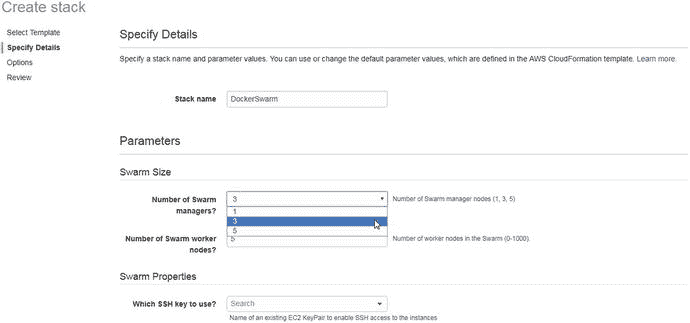 Create stack
Select Template
Specify Details
Options
Review
Specify Details
Specify a stack name and parameter values. You can use or change the default parameter values, which are defined in the AWS CloudFormation template. Learn more.
Stack name
DockerSwarm
Parameters
Swarm Size
Number of Swarm
managers?
3
Number of Swarm manager nodes (1, 3, 5)
1
3
5
Number of Swarm worker
nodes?
5
Number of worker nodes in the Swarm (0-1000).
Swarm Properties
Which SSH key to use?
Search
Name of an existing EC2 KeyPair to enable SSH access to the instances